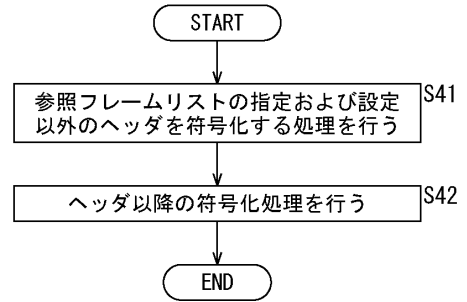 START
参照フレームリストの指定および設定
以外のヘッダを符号化する処理を行う
S41
ヘッダ以降の符号化処理を行う
S42
END